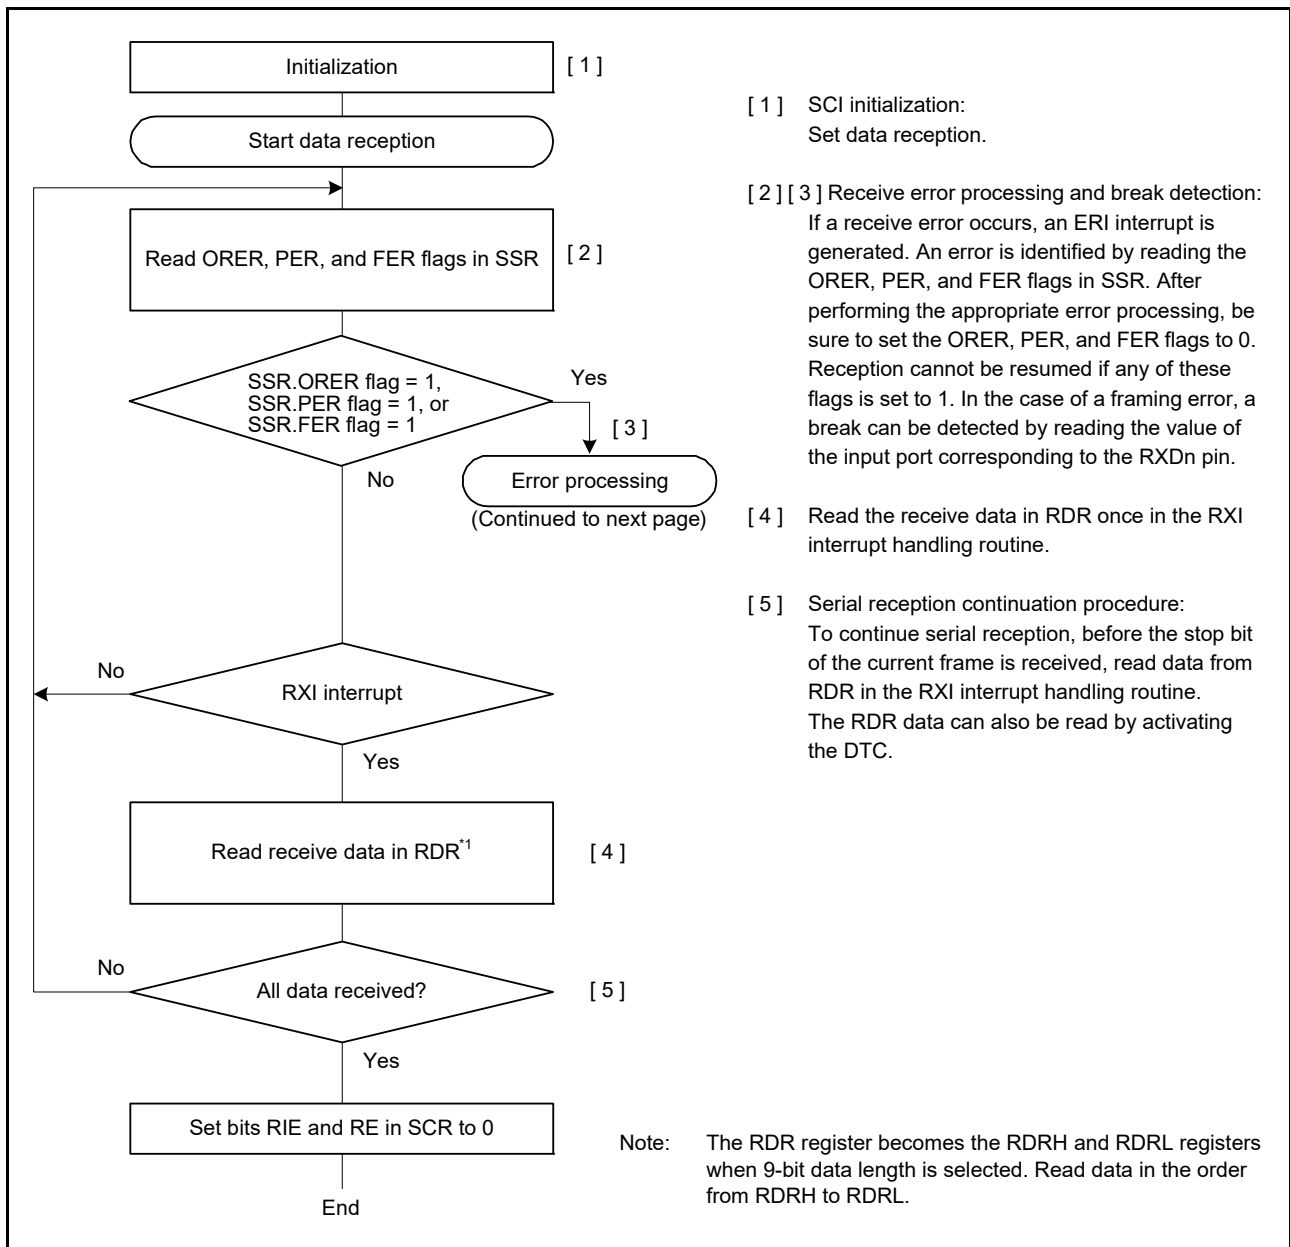 Initialization
[ 1 ]
Start data reception
Read ORER, PER, and FER flags in SSR
[ 2 ]
SSR.ORER flag = 1,
SSR.PER flag = 1, or
SSR.FER flag = 1
Yes
[ 3 ]
No
Error processing
(Continued to next page)
No
RXI interrupt
Yes
Read receive data in RDR*1
[ 4 ]
No
All data received?
[ 5 ]
Yes
Set bits RIE and RE in SCR to 0
End
[ 1 ] SCI initialization:
Set data reception.
[ 2 ] [ 3 ] Receive error processing and break detection:
If a receive error occurs, an ERI interrupt is
generated. An error is identified by reading the
ORER, PER, and FER flags in SSR. After
performing the appropriate error processing, be
sure to set the ORER, PER, and FER flags to 0.
Reception cannot be resumed if any of these
flags is set to 1. In the case of a framing error, a
break can be detected by reading the value of
the input port corresponding to the RXDn pin.
[ 4 ] Read the receive data in RDR once in the RXI
interrupt handling routine.
[ 5 ] Serial reception continuation procedure:
To continue serial reception, before the stop bit
of the current frame is received, read data from
RDR in the RXI interrupt handling routine.
The RDR data can also be read by activating
the DTC.
Note: The RDR register becomes the RDRH and RDRL registers
when 9-bit data length is selected. Read data in the order
from RDRH to RDRL.